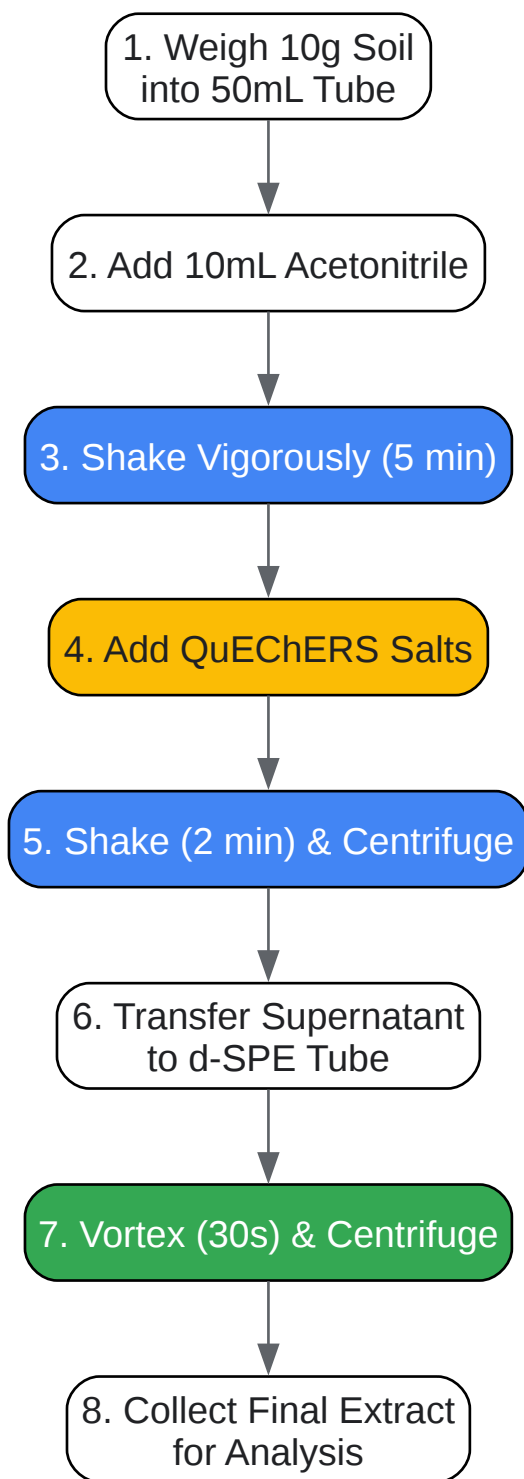 1. Weigh 10g Soil
into 50mL Tube
2. Add 10mL Acetonitrile
3. Shake Vigorously (5 min)
4. Add QuEChERS Salts
5. Shake (2 min) & Centrifuge
6. Transfer Supernatant
to d-SPE Tube
7. Vortex (30s) & Centrifuge
8. Collect Final Extract
for Analysis